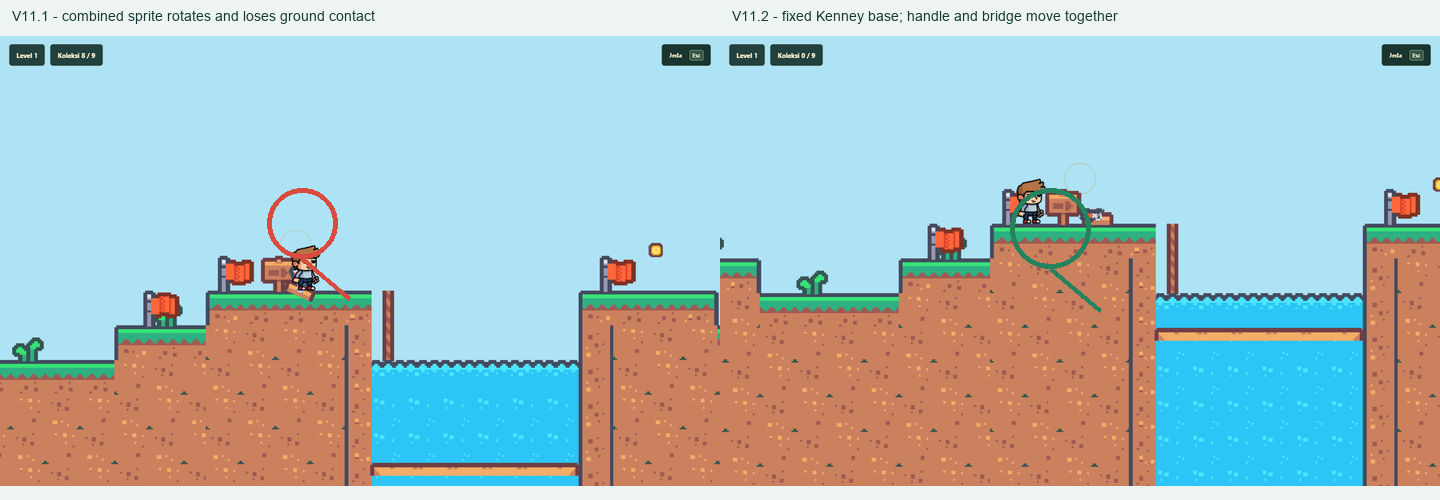 V11.1 - combined sprite rotates and loses ground contact
V11.2 - fixed Kenney base; handle and bridge move together
Level 1
Koleksi 8 / 9
Jeda Esc
Level 1
Koleksi 0 / 9
Jeda Esc